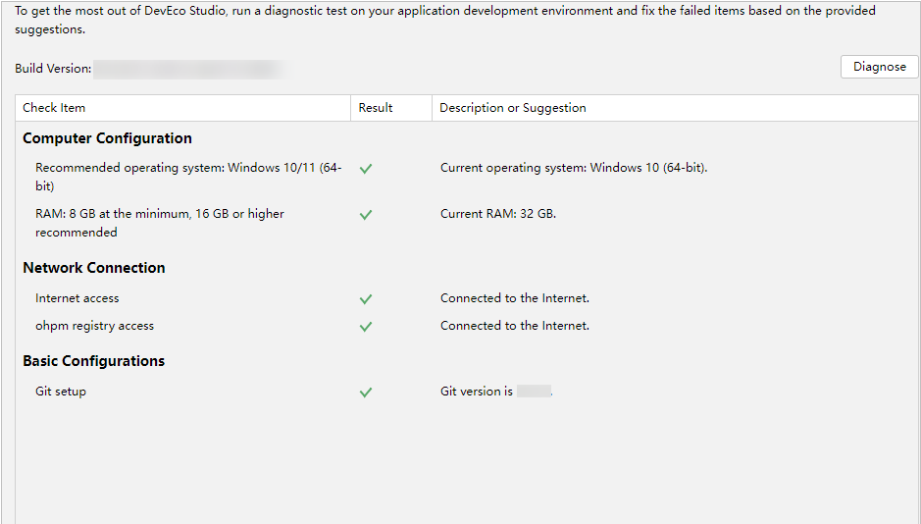 To get the most out of DevEco Studio, run a diagnostic test on your application development environment and fix the failed items based on the provided
suggestions.
Build Version:
Diagnose
Check Item Result Description or Suggestion
Computer Configuration
Recommended operating system: Windows 10/11 (64-
bit)
Current operating system: Windows 10 (64-bit).
RAM: 8 GB at the minimum, 16 GB or higher
recommended
Current RAM: 32 GB.
Network Connection
Internet access Connected to the Internet.
ohpm registry access Connected to the Internet.
Basic Configurations
Git setup Git version is .